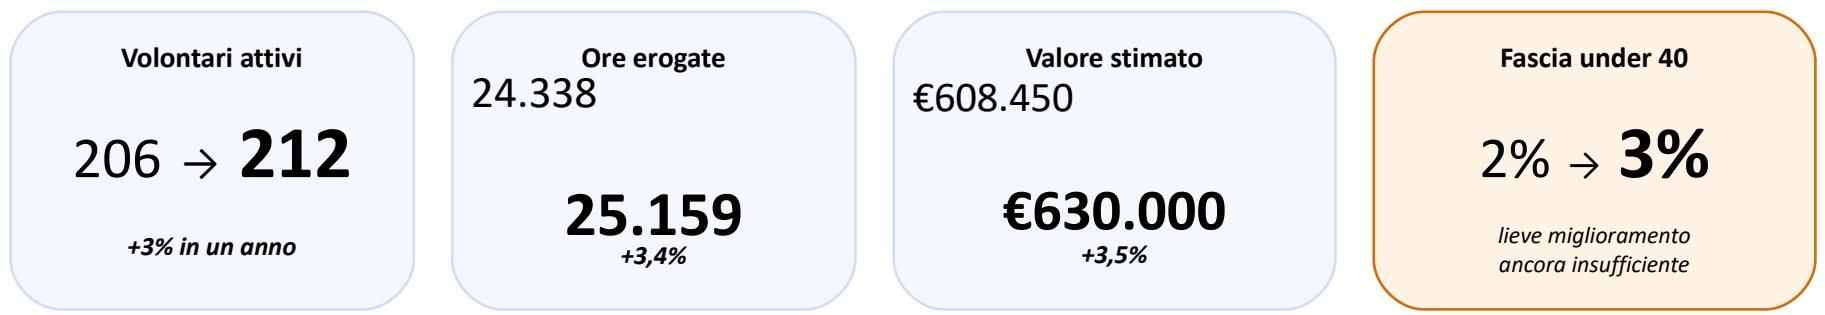 Volontari attivi
206 → 212
+3% in un anno
Ore erogate
24.338
25.159
+3,4%
Valore stimato
€608.450
€630.000
+3,5%
Fascia under 40
2% → 3%
lieve miglioramento
ancora insufficiente